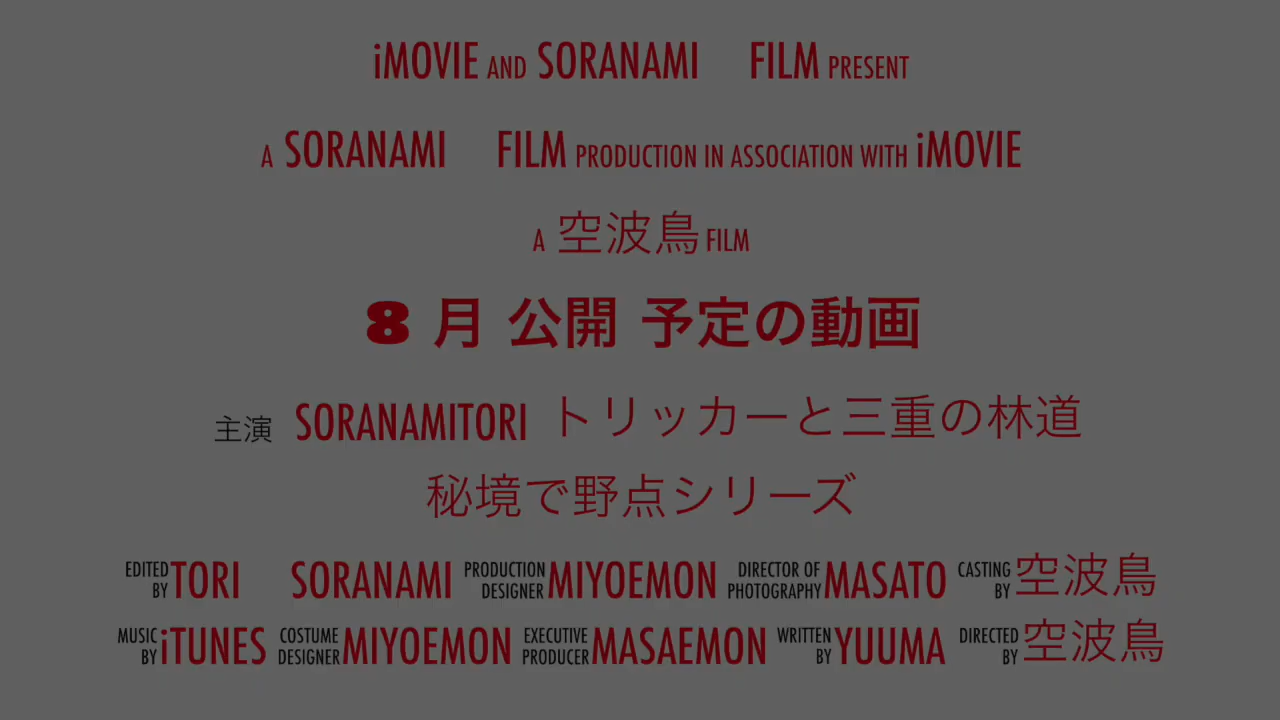 iMOVIE AND SORANAMI FILM PRESENT
A SORANAMI FILM PRODUCTION IN ASSOCIATION WITH iMOVIE
A 空波鳥 FILM
8 月 公開 予定の動画
主演 SORANAMITORI トリッカーと三重の林道
秘境で野点シリーズ
EDITED BY TORI SORANAMI PRODUCTION DESIGNER MIYOEMON DIRECTOR OF PHOTOGRAPHY MASATO CASTING BY 空波鳥
MUSIC BY iTUNES COSTUME DESIGNER MIYOEMON EXECUTIVE PRODUCER MASAEMON WRITTEN BY YUUMA DIRECTED BY 空波鳥